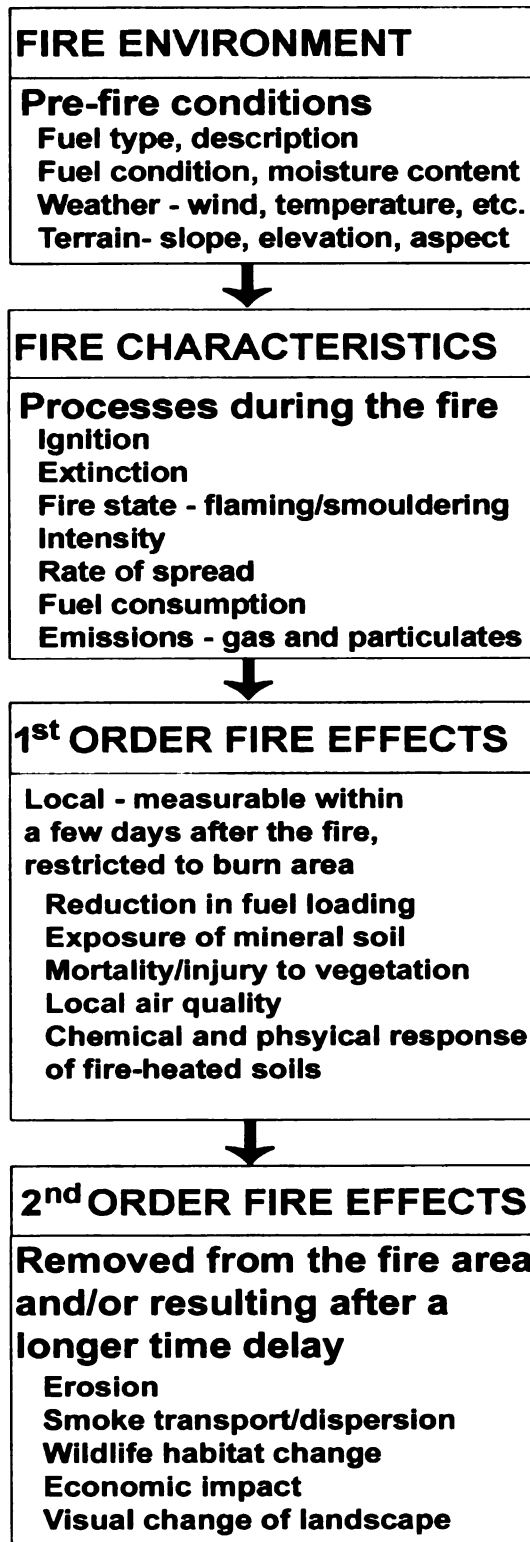 FIRE ENVIRONMENT
Pre-fire conditions
Fuel type, description
Fuel condition, moisture content
Weather - wind, temperature, etc.
Terrain- slope, elevation, aspect
FIRE CHARACTERISTICS
Processes during the fire
Ignition
Extinction
Fire state - flaming/smouldering
Intensity
Rate of spread
Fuel consumption
Emissions - gas and particulates
1st ORDER FIRE EFFECTS
Local - measurable within
a few days after the fire,
restricted to burn area
Reduction in fuel loading
Exposure of mineral soil
Mortality/injury to vegetation
Local air quality
Chemical and phsyical response
of fire-heated soils
2nd ORDER FIRE EFFECTS
Removed from the fire area
and/or resulting after a
longer time delay
Erosion
Smoke transport/dispersion
Wildlife habitat change
Economic impact
Visual change of landscape